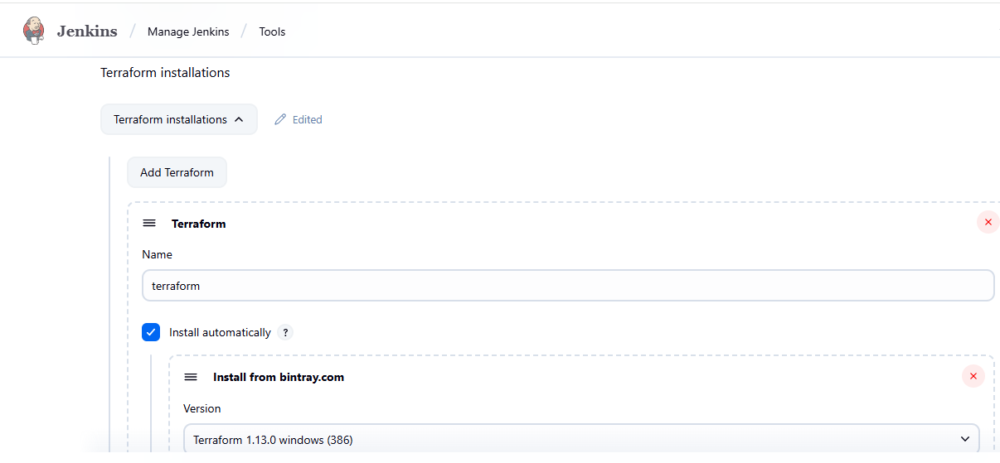 Jenkins / Manage Jenkins / Tools
Terraform installations
Terraform installations Edited
Add Terraform
Terraform
Name
terraform
Install automatically ?
Install from bintray.com
Version
Terraform 1.13.0 windows (386)